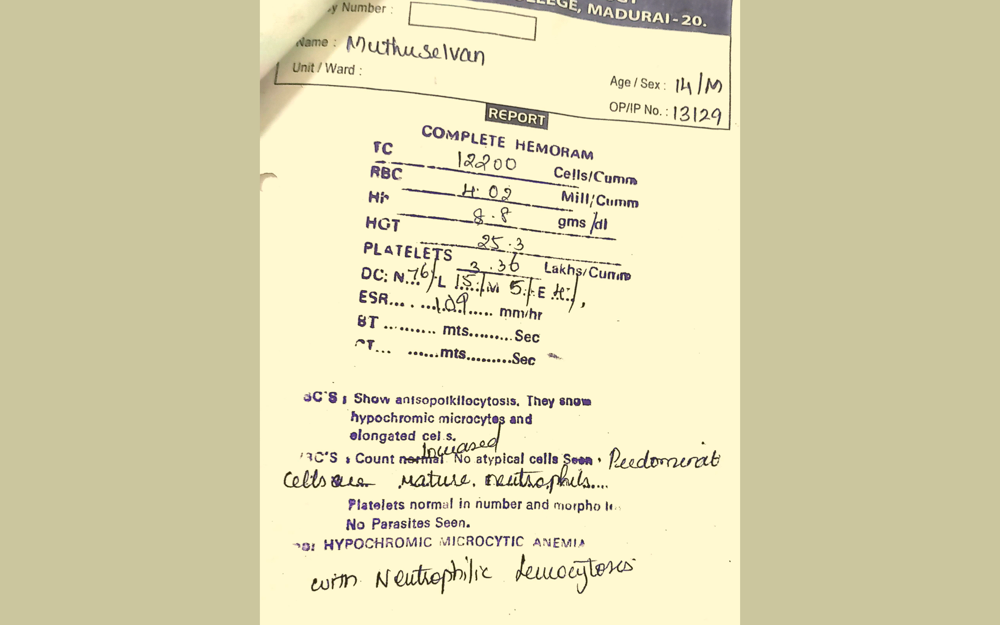 COLLEGE, MADURAI - 20.
y Number :
Name : Muthuselvan
Unit / Ward :
Age / Sex : 14/M
OP/IP No. : 13129
REPORT
COMPLETE HEMORAM
TC 12200 Cells/Cumm
RBC 4.02 Mill/Cumm
Hb 8.8 gms/dl
HCT 25.3
PLATELETS 3.36 Lakhs/Cumm
DC: N...76/. L 15./. M 5./. E 4./.,
ESR... . ...109..... mm/hr
BT .......... mts.........Sec
CT... ......mts.........Sec
BC'S : Show anisopoikilocytosis. They show
hypochromic microcytes and
elongated cel s.
Increased
BC'S : Count normal No atypical cells Seen. Predominat
cells are mature. neutrophils....
Platelets normal in number and morpho
No Parasites Seen.
HYPOCHROMIC MICROCYTIC ANEMIA
with Neutrophilic Leucocytosis